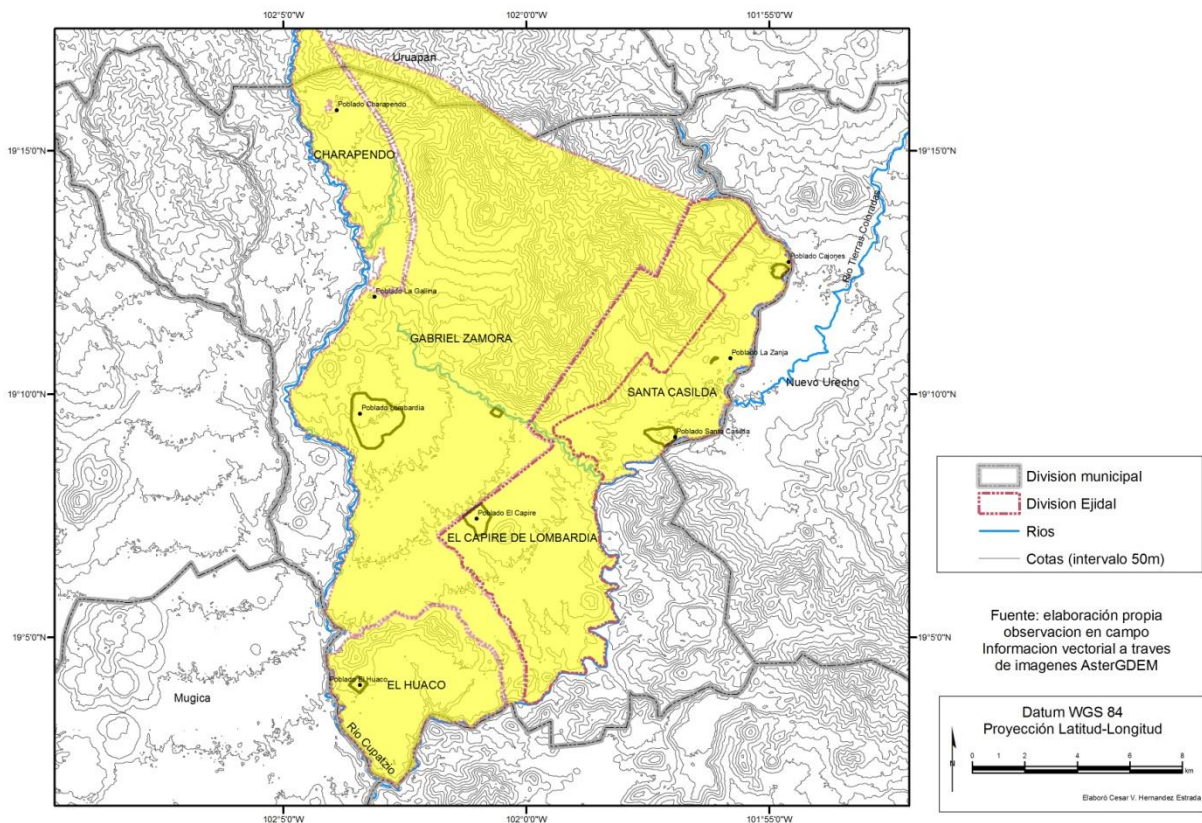 102°5'0"W
102°0'0"W
101°55'0"W
Uruapan
Poblado Charapendo
CHARAPENDO
19°15'0"N
19°15'0"N
Rio Tierras Coloradas
Poblado Cajones
Poblado La Gallina
GABRIEL ZAMORA
Poblado La Zanja
Nuevo Urecho
SANTA CASILDA
19°10'0"N
19°10'0"N
Poblado Lombardia
Poblado Santa Casilda
Poblado El Capire
EL CAPIRE DE LOMBARDIA
19°5'0"N
19°5'0"N
Poblado El Huaco
EL HUACO
Mugica
Rio Cupatzio
102°5'0"W
102°0'0"W
101°55'0"W
Division municipal
Division Ejidal
Rios
Cotas (intervalo 50m)
Fuente: elaboración propia
observacion en campo
Informacion vectorial a traves
de imagenes AsterGDEM
Datum WGS 84
Proyección Latitud-Longitud
N
0 2 4 6 8
km
Elaboró Cesar V. Hernandez Estrada